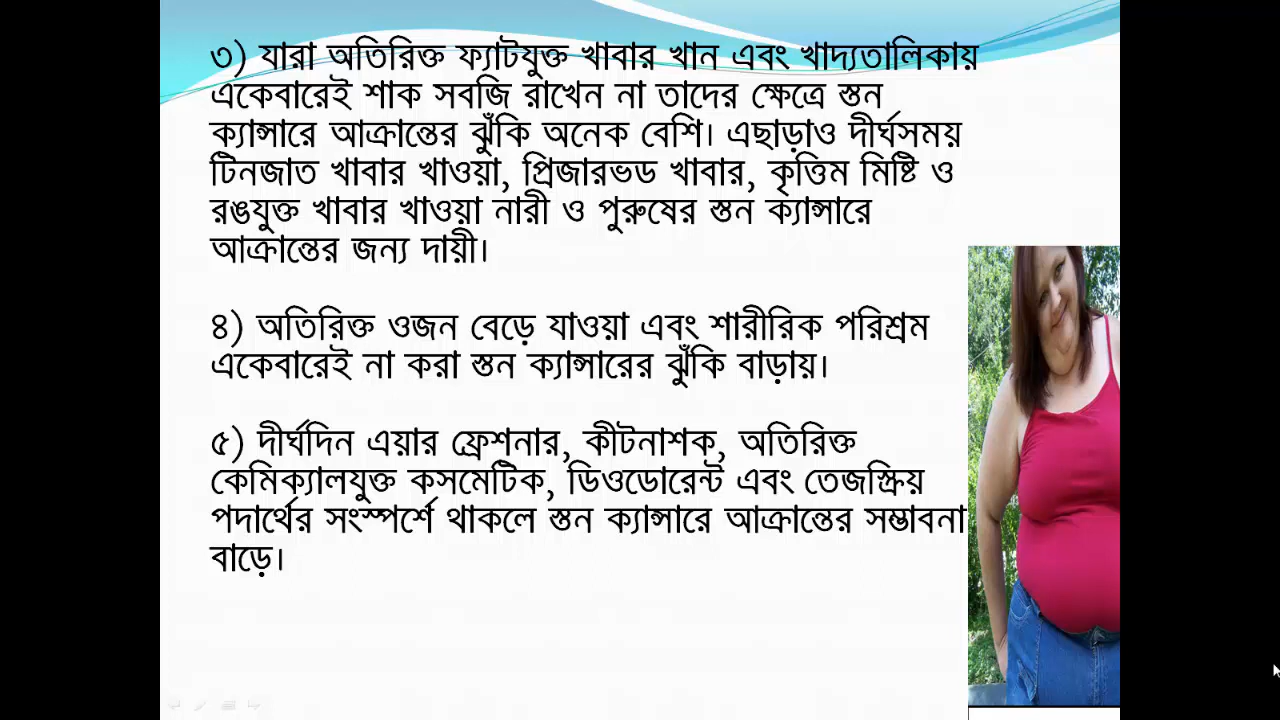 ৩) যারা অতিরিক্ত ফ্যাটযুক্ত খাবার খান এবং খাদ্যতালিকায়
একেবারেই শাক সবজি রাখেন না তাদের ক্ষেত্রে স্তন
ক্যান্সারে আক্রান্তের ঝুঁকি অনেক বেশি। এছাড়াও দীর্ঘসময়
টিনজাত খাবার খাওয়া, প্রিজারভড খাবার, কৃত্তিম মিষ্টি ও
রঙযুক্ত খাবার খাওয়া নারী ও পুরুষের স্তন ক্যান্সারে
আক্রান্তের জন্য দায়ী।
৪) অতিরিক্ত ওজন বেড়ে যাওয়া এবং শারীরিক পরিশ্রম
একেবারেই না করা স্তন ক্যান্সারের ঝুঁকি বাড়ায়।
৫) দীর্ঘদিন এয়ার ফ্রেশনার, কীটনাশক, অতিরিক্ত
কেমিক্যালযুক্ত কসমেটিক, ডিওডোরেন্ট এবং তেজস্ক্রিয়
পদার্থের সংস্পর্শে থাকলে স্তন ক্যান্সারে আক্রান্তের সম্ভাবনা
বাড়ে।